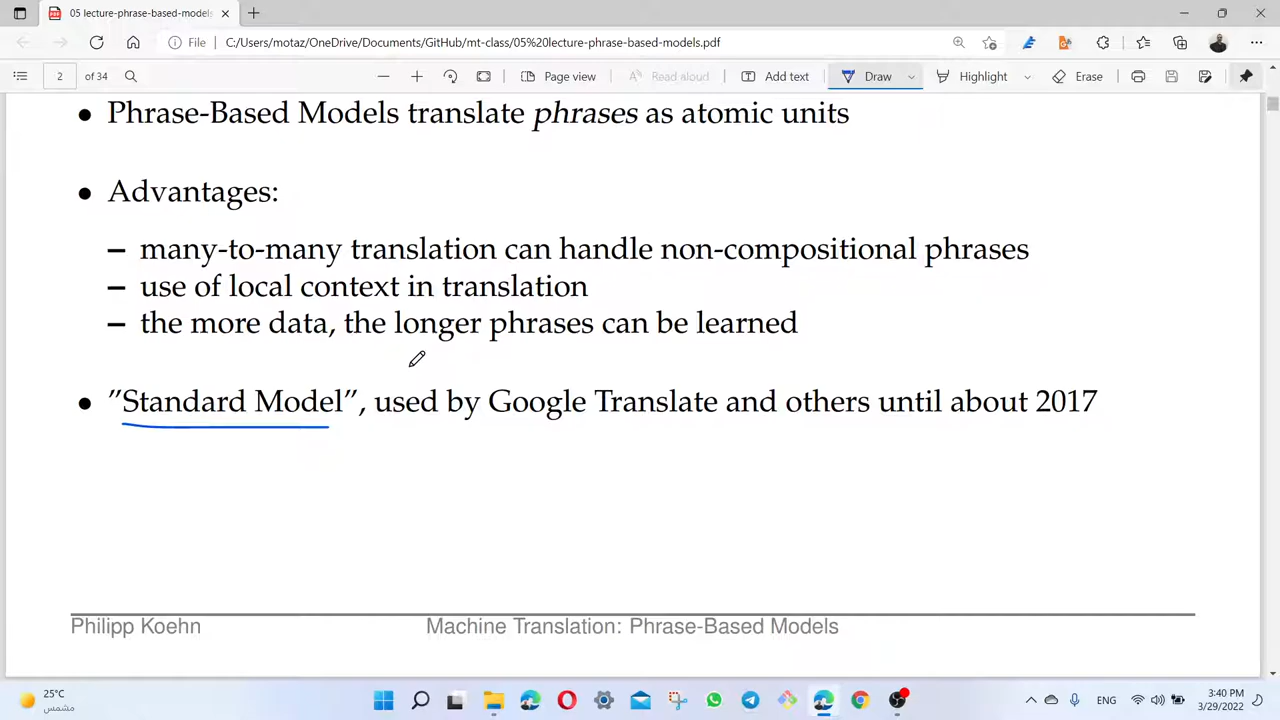 05 lecture-phrase-based-models.
File
C:/Users/motaz/OneDrive/Documents/GitHub/mt-class/05%20lecture-phrase-based-models.pdf
2 of 34
Page view
Read aloud
Add text
Draw
Highlight
Erase
• Phrase-Based Models translate phrases as atomic units
• Advantages:
– many-to-many translation can handle non-compositional phrases
– use of local context in translation
– the more data, the longer phrases can be learned
• ”Standard Model”, used by Google Translate and others until about 2017
Philipp Koehn
Machine Translation: Phrase-Based Models
25°C
مشمس
ENG
3:40 PM
3/29/2022